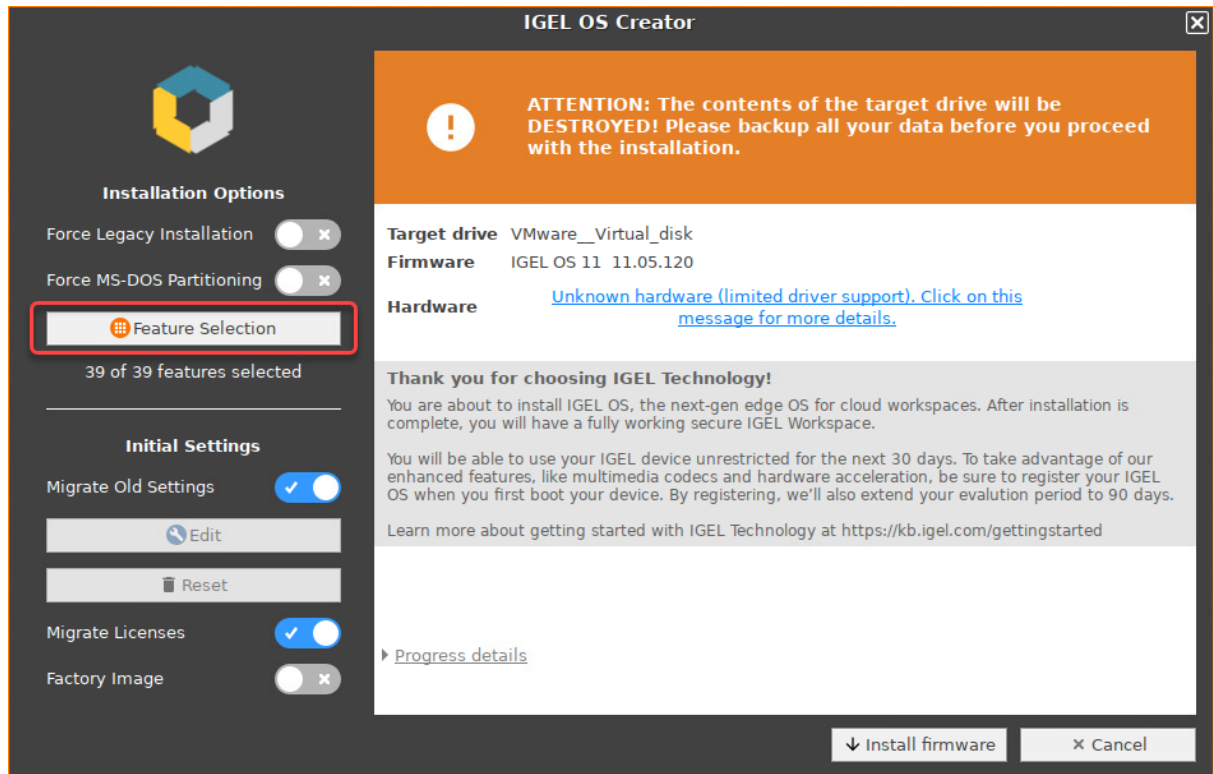 IGEL OS Creator
Installation Options
Force Legacy Installation
Force MS-DOS Partitioning
Feature Selection
39 of 39 features selected
Initial Settings
Migrate Old Settings
Edit
Reset
Migrate Licenses
Factory Image
ATTENTION: The contents of the target drive will be
DESTROYED! Please backup all your data before you proceed
with the installation.
Target drive VMware__Virtual_disk
Firmware IGEL OS 11 11.05.120
Hardware Unknown hardware (limited driver support). Click on this
message for more details.
Thank you for choosing IGEL Technology!
You are about to install IGEL OS, the next-gen edge OS for cloud workspaces. After installation is
complete, you will have a fully working secure IGEL Workspace.
You will be able to use your IGEL device unrestricted for the next 30 days. To take advantage of our
enhanced features, like multimedia codecs and hardware acceleration, be sure to register your IGEL
OS when you first boot your device. By registering, we'll also extend your evalution period to 90 days.
Learn more about getting started with IGEL Technology at https://kb.igel.com/gettingstarted
Progress details
Install firmware
Cancel